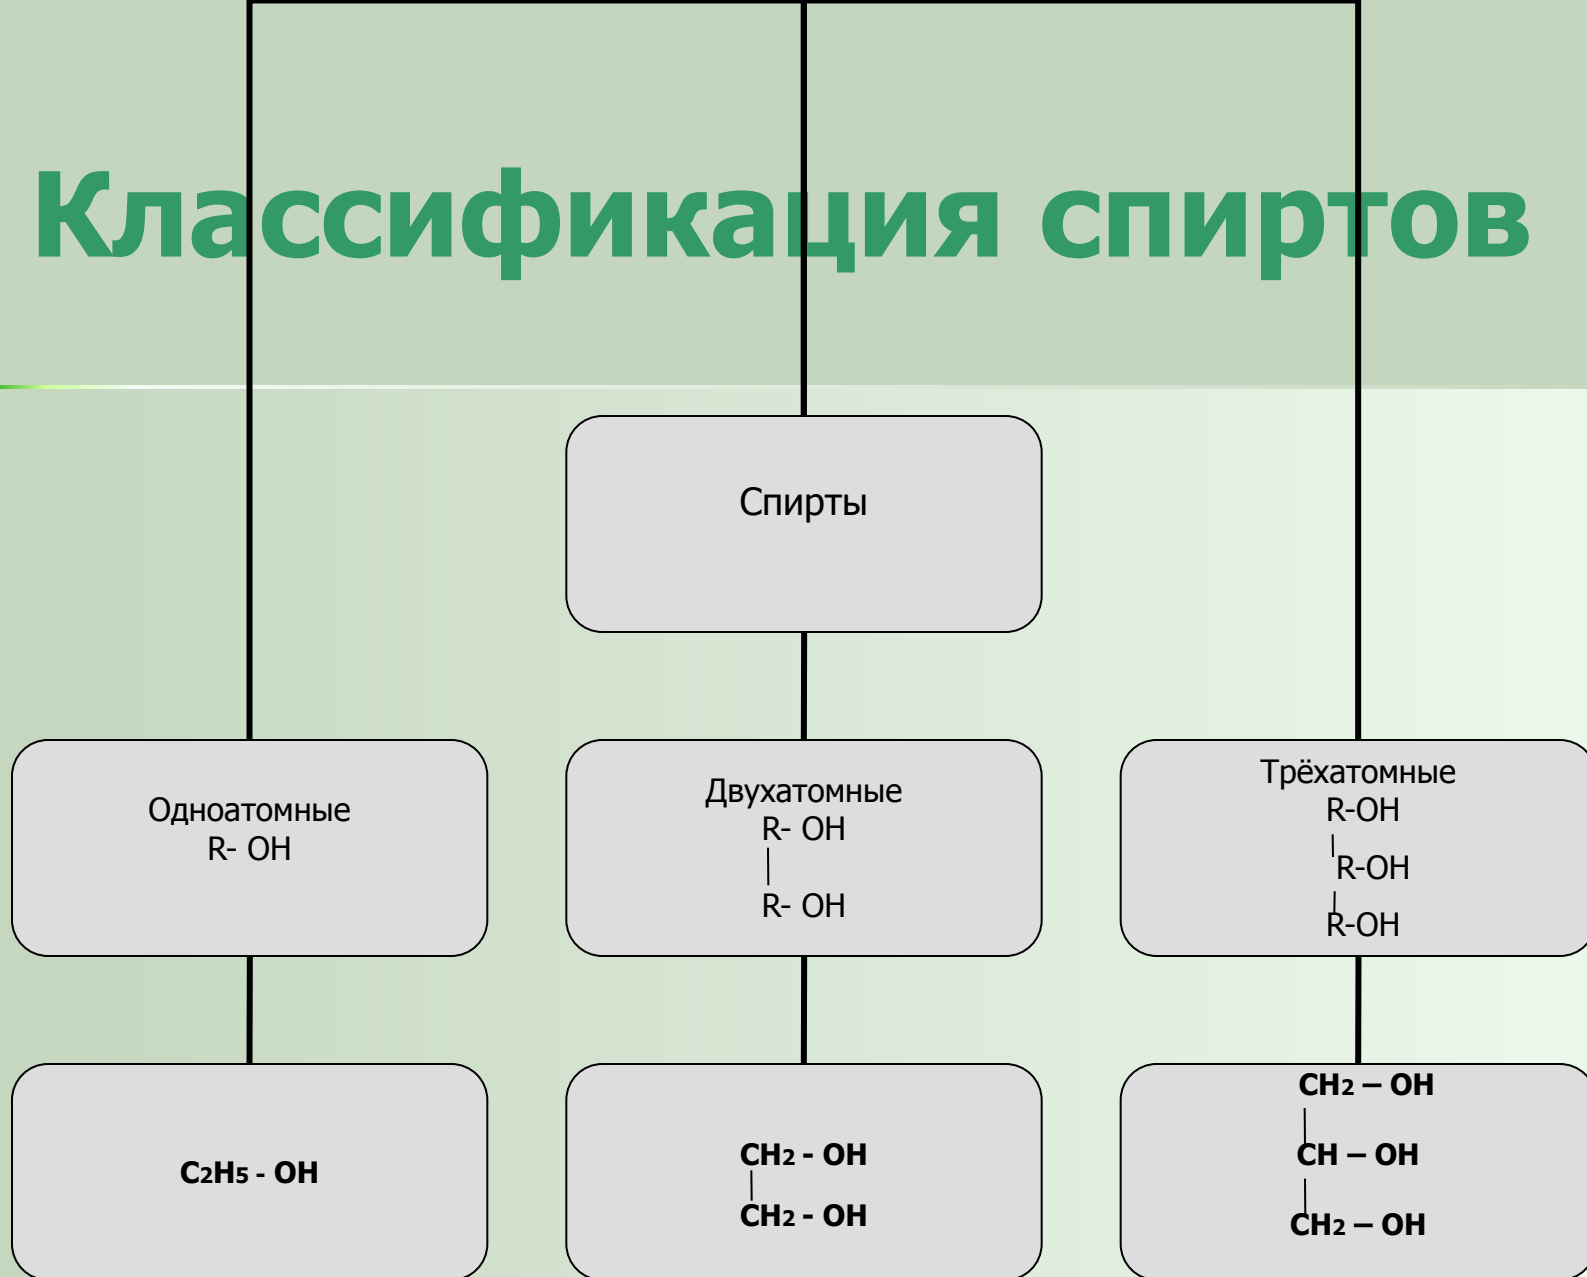 Классификация спиртов
Спирты
Одноатомные
R- OH
Двухатомные
R- OH
|
R- OH
Трёхатомные
R-OH
|
R-OH
|
R-OH
C2H5 - OH
CH2 - OH
|
CH2 - OH
CH2 – OH
|
CH – OH
|
CH2 – OH